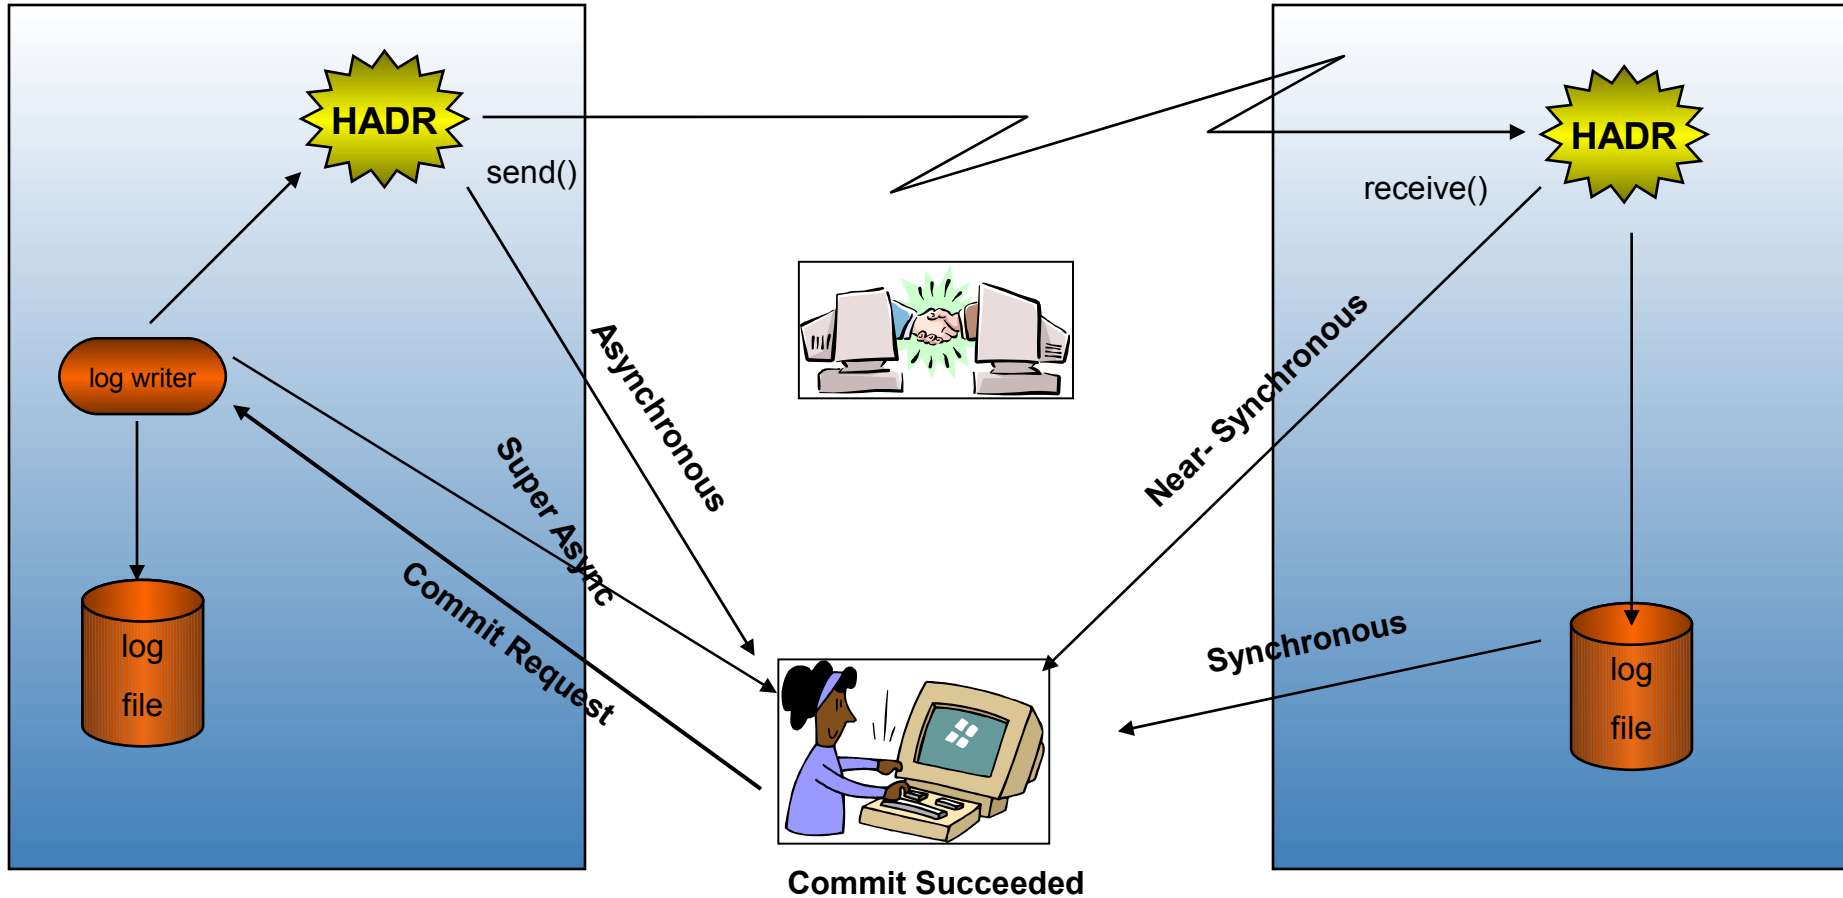 HADR
HADR
send()
receive()
log writer
Asynchronous
Near- Synchronous
Super Async
Commit Request
Synchronous
log
file
log
file
Commit Succeeded